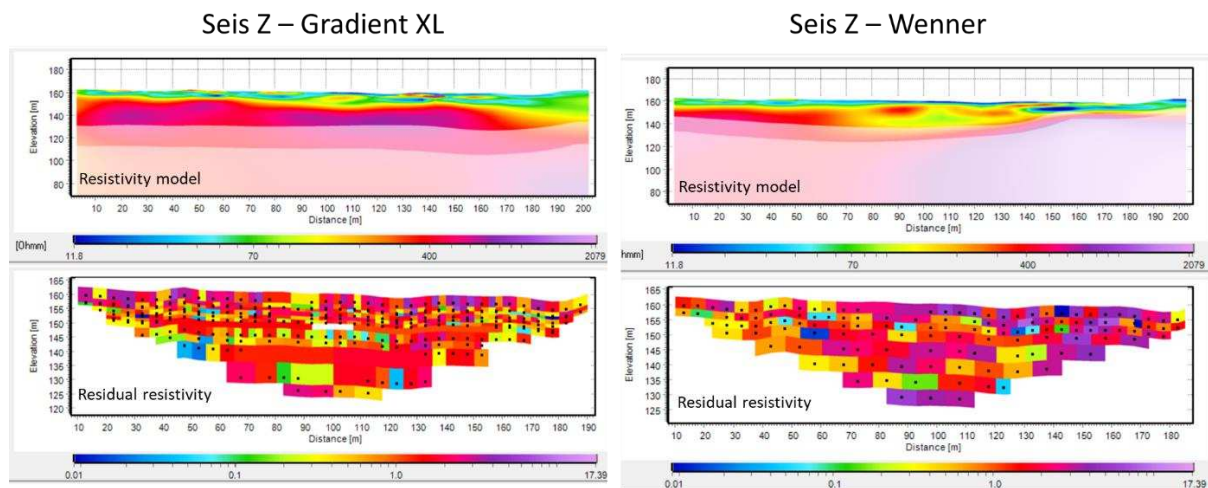 Seis Z – Gradient XL
Seis Z – Wenner
180
160
140
120
100
80
Elevation [m]
Resistivity model
10 20 30 40 50 60 70 80 90 100 110 120 130 140 150 160 170 180 190 200
Distance [m]
[Ohmm]
11.8 70 400 2079
180
160
140
120
100
80
Elevation [m]
Resistivity model
10 20 30 40 50 60 70 80 90 100 110 120 130 140 150 160 170 180 190 200
Distance [m]
hmm]
11.8 70 400 2079
165
160
155
150
145
140
135
130
125
120
Elevation [m]
Residual resistivity
10 20 30 40 50 60 70 80 90 100 110 120 130 140 150 160 170 180 190
Distance [m]
0.01 0.1 1.0 17.39
165
160
155
150
145
140
135
130
125
Elevation [m]
Residual resistivity
10 20 30 40 50 60 70 80 90 100 110 120 130 140 150 160 170 180
Distance [m]
0.01 0.1 1.0 17.39